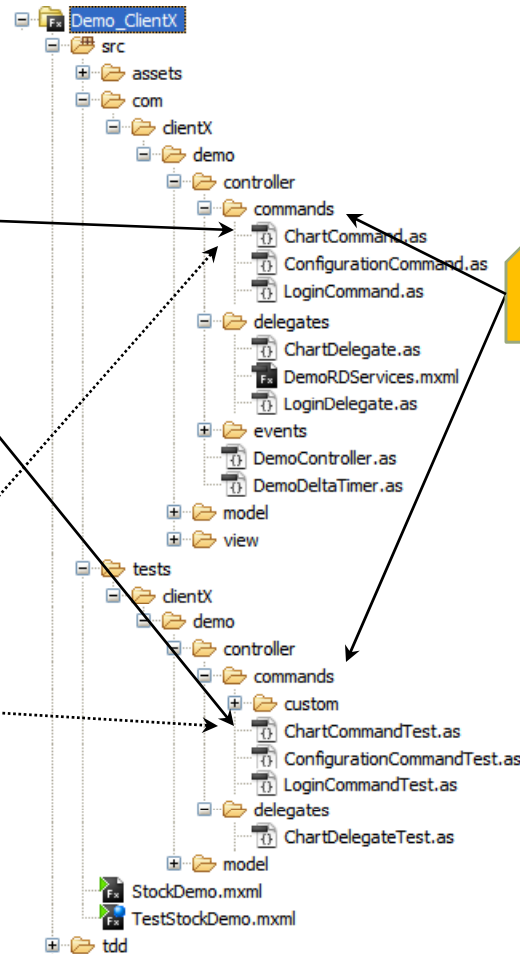 Demo_ClientX
src
assets
com
clientX
demo
controller
commands
ChartCommand.as
ConfigurationCommand.as
LoginCommand.as
delegates
ChartDelegate.as
DemoRDServices.mxml
LoginDelegate.as
events
DemoController.as
DemoDeltaTimer.as
model
view
tests
clientX
demo
controller
commands
custom
ChartCommandTest.as
ConfigurationCommandTest.as
LoginCommandTest.as
delegates
ChartDelegateTest.as
model
StockDemo.mxml
TestStockDemo.mxml
tdd